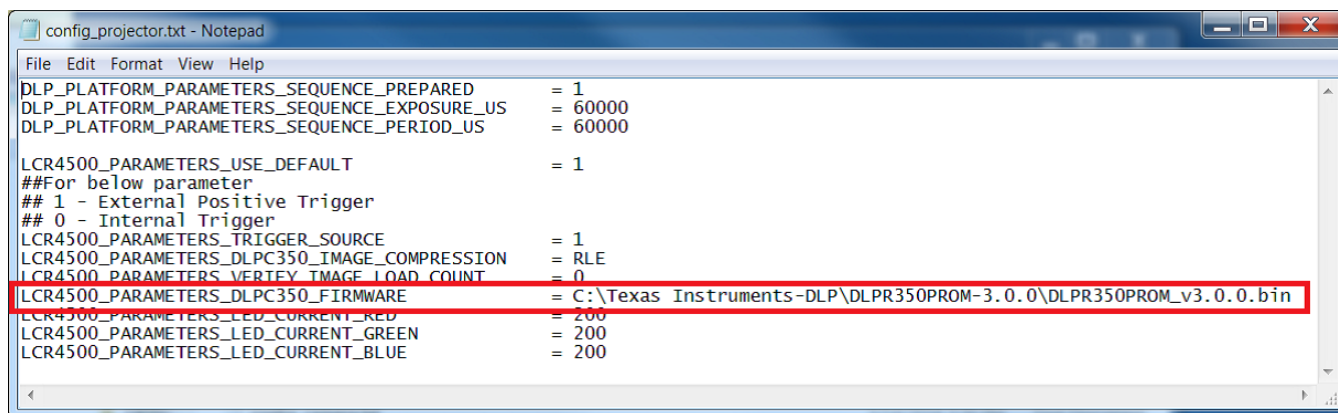 config_projector.txt - Notepad
File Edit Format View Help
DLP_PLATFORM_PARAMETERS_SEQUENCE_PREPARED = 1
DLP_PLATFORM_PARAMETERS_SEQUENCE_EXPOSURE_US = 60000
DLP_PLATFORM_PARAMETERS_SEQUENCE_PERIOD_US = 60000
LCR4500_PARAMETERS_USE_DEFAULT = 1
##For below parameter
## 1 - External Positive Trigger
## 0 - Internal Trigger
LCR4500_PARAMETERS_TRIGGER_SOURCE = 1
LCR4500_PARAMETERS_DLPC350_IMAGE_COMPRESSION = RLE
LCR4500_PARAMETERS_VERIFY_IMAGE_LOAD_COUNT = 0
LCR4500_PARAMETERS_DLPC350_FIRMWARE = C:\Texas Instruments-DLP\DLPR350PROM-3.0.0\DLPR350PROM_v3.0.0.bin
LCR4500_PARAMETERS_LED_CURRENT_RED = 200
LCR4500_PARAMETERS_LED_CURRENT_GREEN = 200
LCR4500_PARAMETERS_LED_CURRENT_BLUE = 200